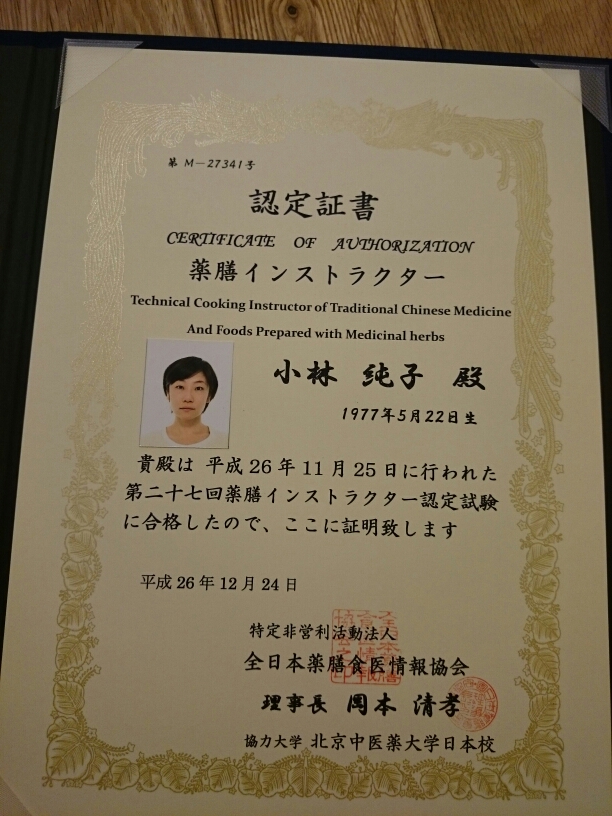 第 M-27341号
認定証書
CERTIFICATE OF AUTHORIZATION
薬膳インストラクター
Technical Cooking Instructor of Traditional Chinese Medicine
And Foods Prepared with Medicinal herbs
小林 純子 殿
1977年5月22日生
貴殿は 平成26年11月25日に行われた
第二十七回薬膳インストラクター認定試験
に合格したので、ここに証明致します
平成26年12月24日
特定非営利活動法人
全日本薬膳食医情報協会
理事長 岡本 清孝
協力大学 北京中医薬大学日本校